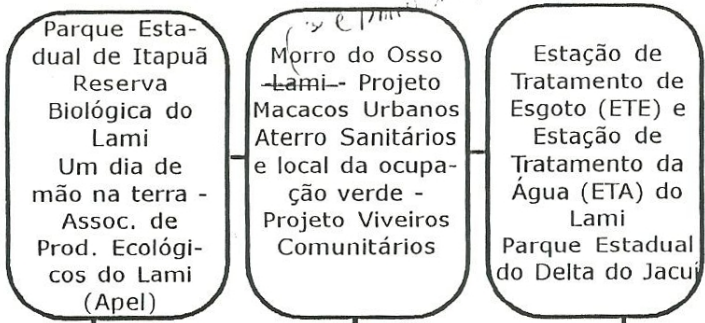 Parque Esta-
dual de Itapuã
Reserva
Biológica do
Lami
Um dia de
mão na terra -
Assoc. de
Prod. Ecológi-
cos do Lami
(Apel)
Morro do Osso
-Lami - Projeto
Macacos Urbanos
Aterro Sanitários
e local da ocupa-
ção verde -
Projeto Viveiros
Comunitários
Estação de
Tratamento de
Esgoto (ETE) e
Estação de
Tratamento da
Água (ETA) do
Lami
Parque Estadual
do Delta do Jacuí